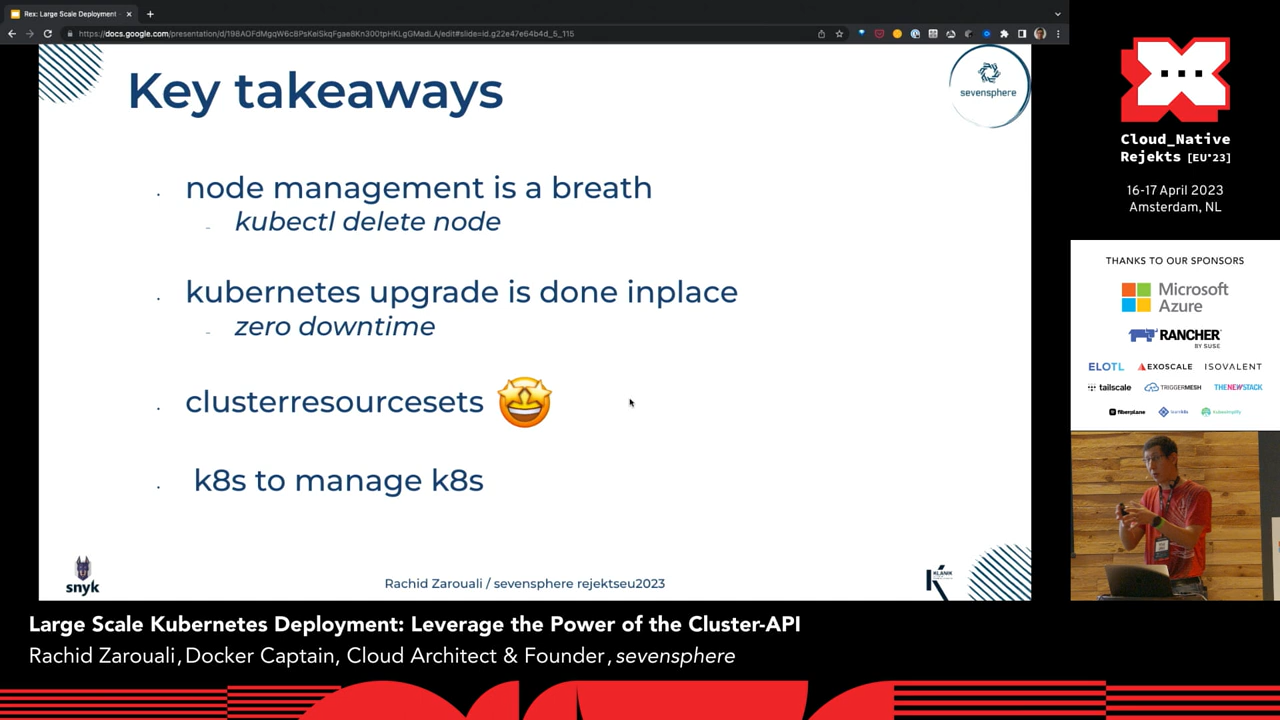 Rex: Large Scale Deployment -
https://docs.google.com/presentation/d/198AOFdMgqW6c8PsKeiSkqFgae8Kn300tpHKLgGMadLA/edit#slide=id.g22e47e64b4d_5_115
Key takeaways
sevensphere
node management is a breath
kubectl delete node
kubernetes upgrade is done inplace
zero downtime
clusterresourcesets
k8s to manage k8s
snyk
Rachid Zarouali / sevensphere rejektseu2023
KLANIK
Cloud_Native
Rejekts [EU*23]
16-17 April 2023
Amsterdam, NL
THANKS TO OUR SPONSORS
Microsoft
Azure
RANCHER
BY SUSE
ELOTL EXOSCALE ISOVALENT
tailscale TRIGGERMESH THENEWSTACK
fiberplane learnk8s kubesimplify
Large Scale Kubernetes Deployment: Leverage the Power of the Cluster-API
Rachid Zarouali, Docker Captain, Cloud Architect & Founder, sevensphere